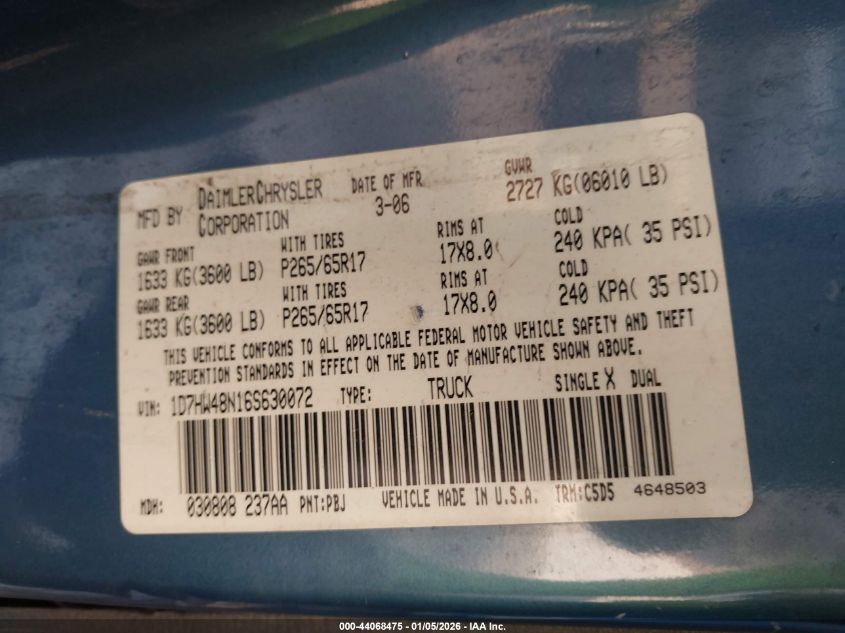 MFD BY DAIMLERCHRYSLER CORPORATION DATE OF MFR 3-06 GVWR 2727 KG(06010 LB)
GAWR FRONT WITH TIRES RIMS AT COLD
1633 KG(3600 LB) P265/65R17 17X8.0 240 KPA( 35 PSI)
GAWR REAR WITH TIRES RIMS AT COLD
1633 KG(3600 LB) P265/65R17 17X8.0 240 KPA( 35 PSI)
THIS VEHICLE CONFORMS TO ALL APPLICABLE FEDERAL MOTOR VEHICLE SAFETY AND THEFT
PREVENTION STANDARDS IN EFFECT ON THE DATE OF MANUFACTURE SHOWN ABOVE.
VIN: 1D7HW48N16S630072 TYPE: TRUCK SINGLE X DUAL
MDH: 030808 237AA PNT:PBJ VEHICLE MADE IN U.S.A. TRM:C5D5 4648503
000-44068475 - 01/05/2026 - IAA Inc.